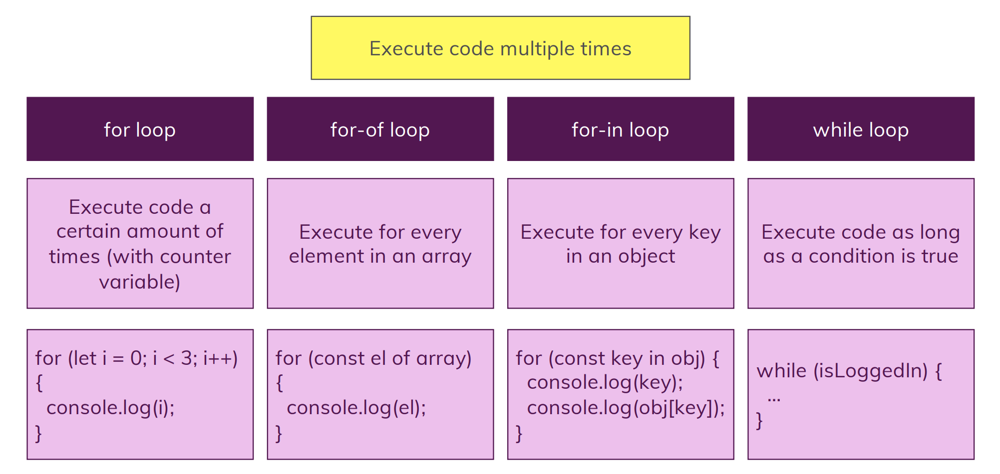 Execute code multiple times
for loop
for-of loop
for-in loop
while loop
Execute code a
certain amount of
times (with counter
variable)
Execute for every
element in an array
Execute for every key
in an object
Execute code as long
as a condition is true
for (let i = 0; i < 3; i++)
{
  console.log(i);
}
for (const el of array)
{
  console.log(el);
}
for (const key in obj) {
  console.log(key);
  console.log(obj[key]);
}
while (isLoggedIn) {
  ...
}